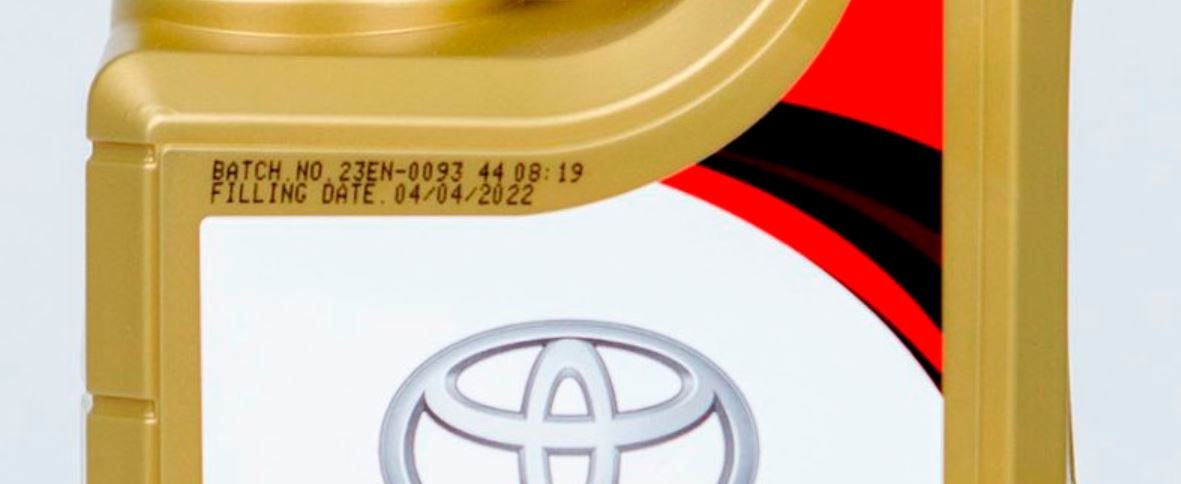 BATCH.NO.23EN-0093 44 08:19
FILLING DATE.04/04/2022